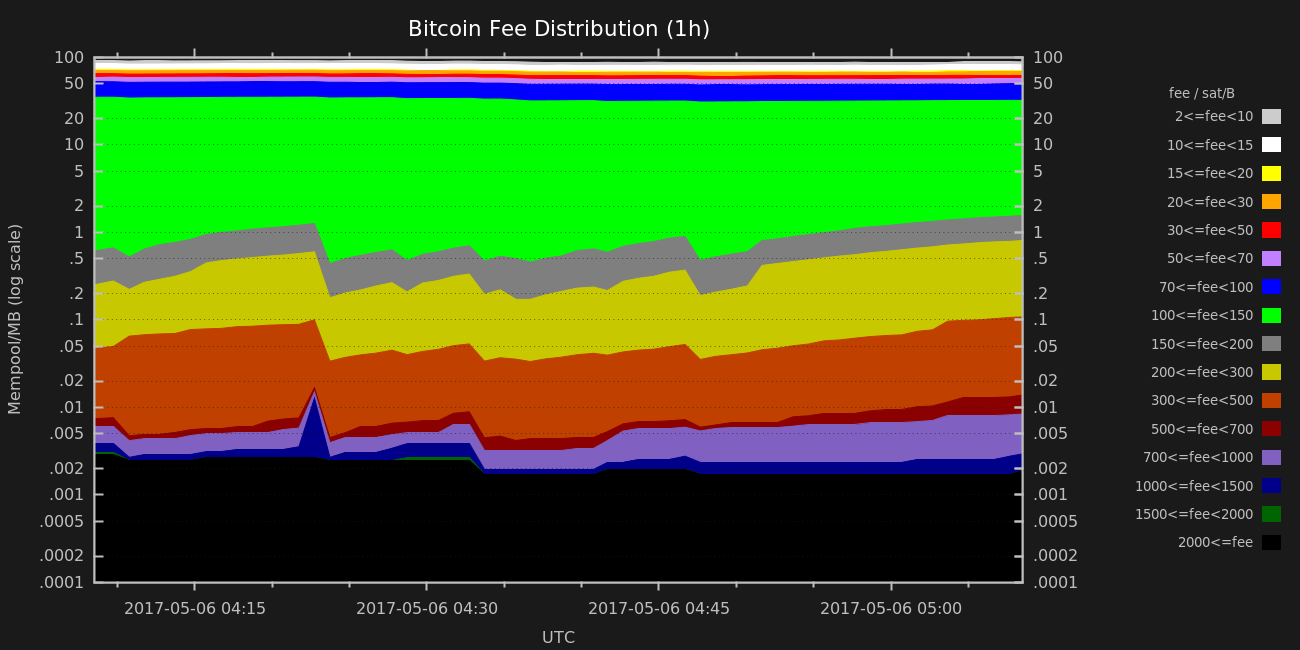 Bitcoin Fee Distribution (1h)
Mempool/MB (log scale)
100
50
20
10
5
2
1
.5
.2
.1
.05
.02
.01
.005
.002
.001
.0005
.0002
.0001
100
50
20
10
5
2
1
.5
.2
.1
.05
.02
.01
.005
.002
.001
.0005
.0002
.0001
2017-05-06 04:15
2017-05-06 04:30
2017-05-06 04:45
2017-05-06 05:00
UTC
fee / sat/B
2<=fee<10
10<=fee<15
15<=fee<20
20<=fee<30
30<=fee<50
50<=fee<70
70<=fee<100
100<=fee<150
150<=fee<200
200<=fee<300
300<=fee<500
500<=fee<700
700<=fee<1000
1000<=fee<1500
1500<=fee<2000
2000<=fee